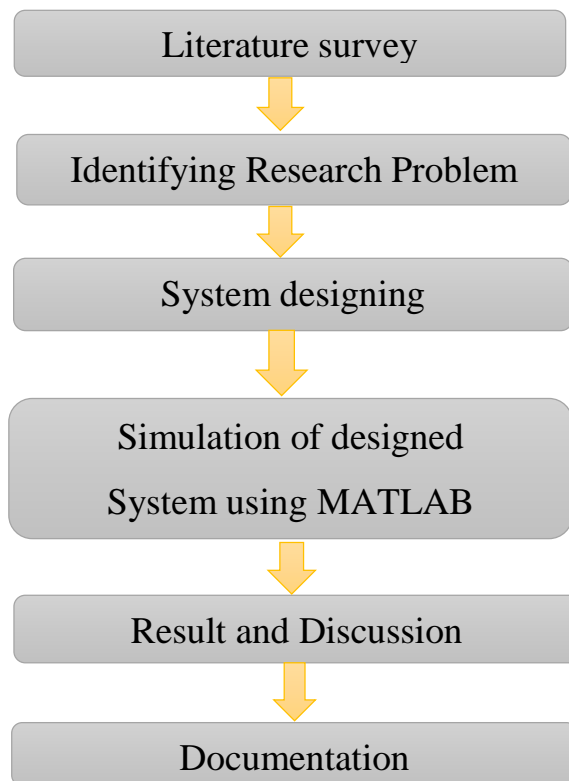 Literature survey
Identifying Research Problem
System designing
Simulation of designed
System using MATLAB
Result and Discussion
Documentation